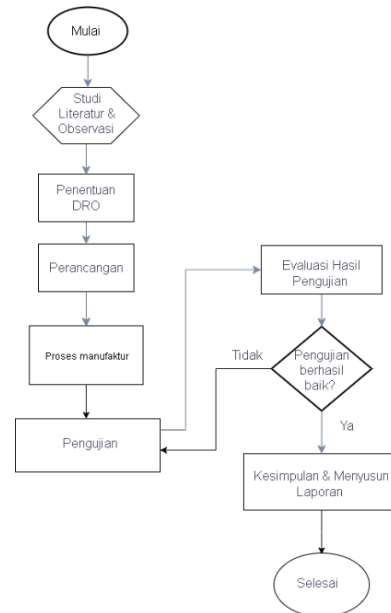 Mulai
Studi
Literatur &
Observasi
Penentuan
DRO
Perancangan
Proses manufaktur
Pengujian
Evaluasi Hasil
Pengujian
Pengujian
berhasil
baik?
Tidak
Ya
Kesimpulan & Menyusun
Laporan
Selesai